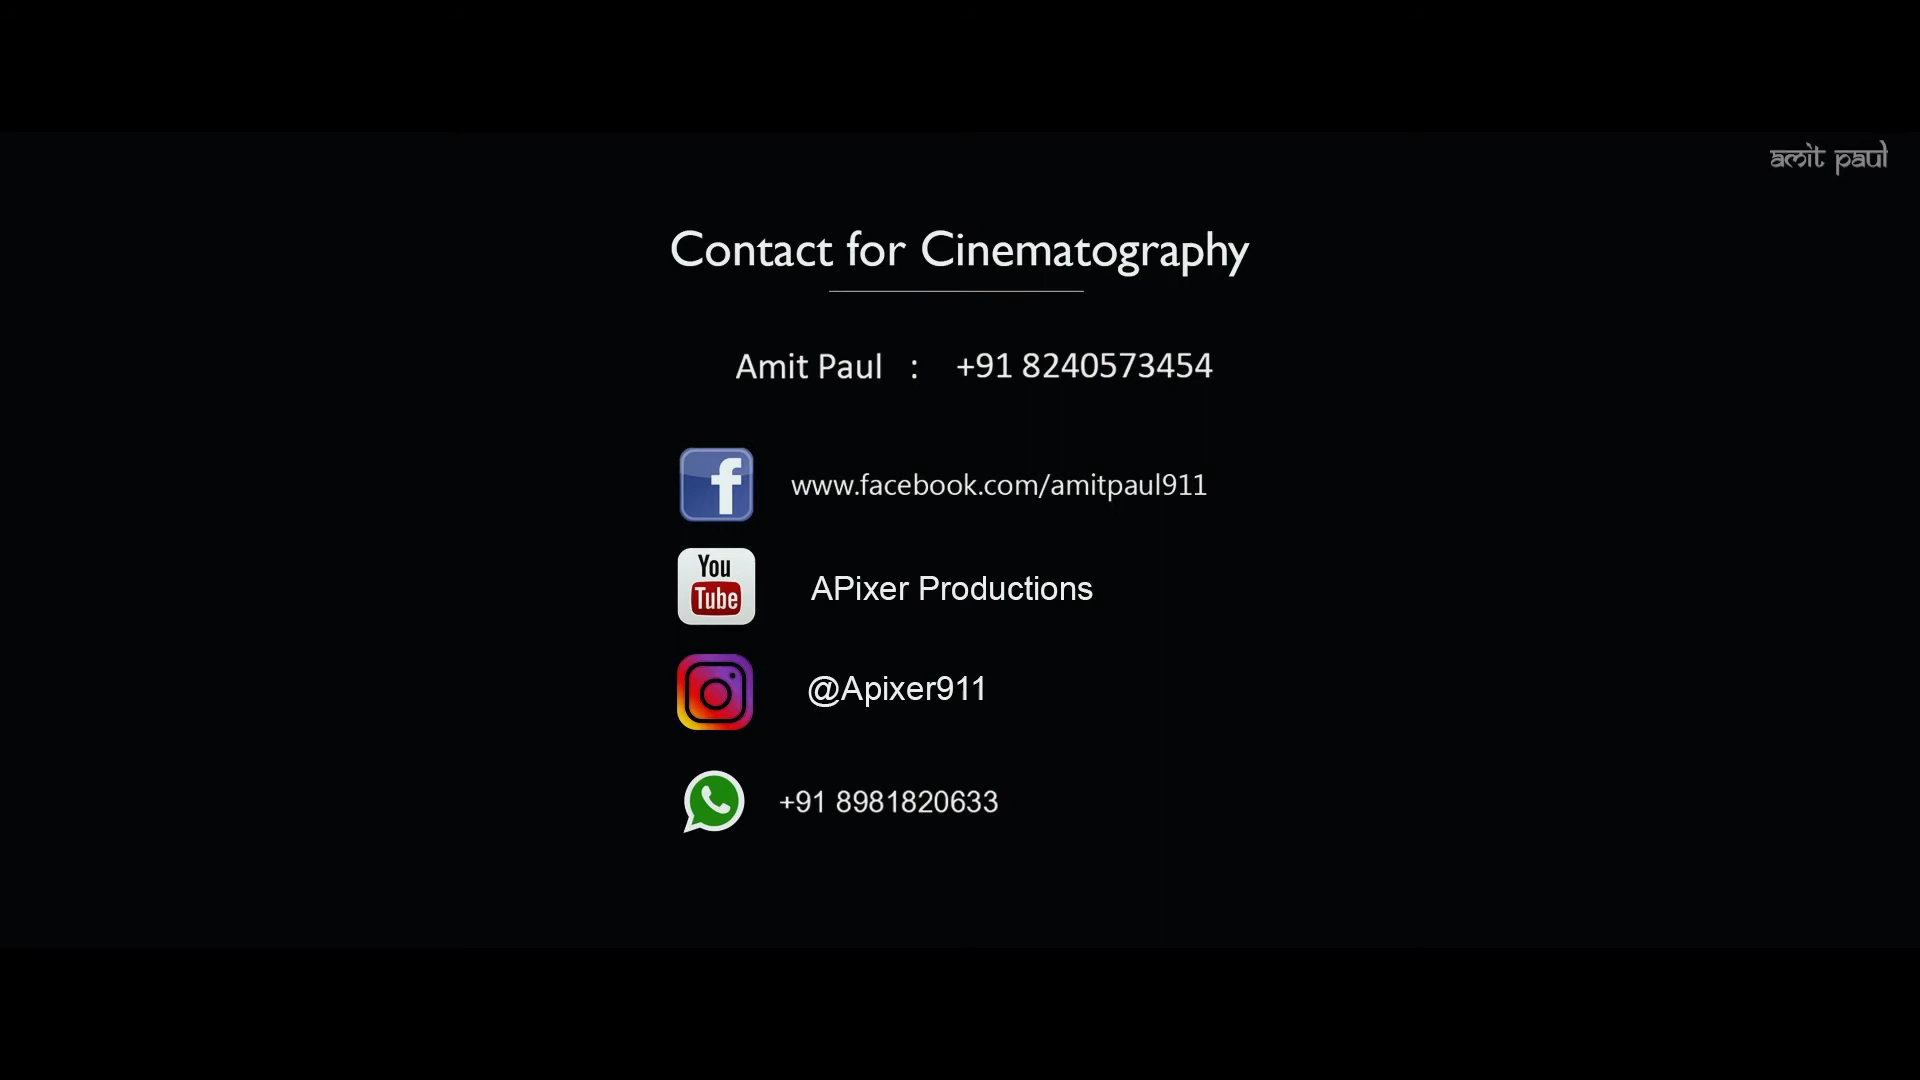 amit paul
Contact for Cinematography
Amit Paul : +91 8240573454
f www.facebook.com/amitpaul911
You
Tube APixer Productions
@Apixer911
+91 8981820633